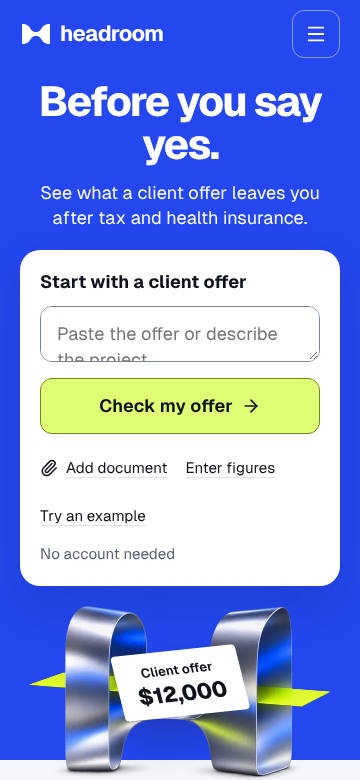 headroom
Before you say
yes.
See what a client offer leaves you
after tax and health insurance.
Start with a client offer
Paste the offer or describe
the project
Check my offer
Add document
Enter figures
Try an example
No account needed
Client offer
$12,000